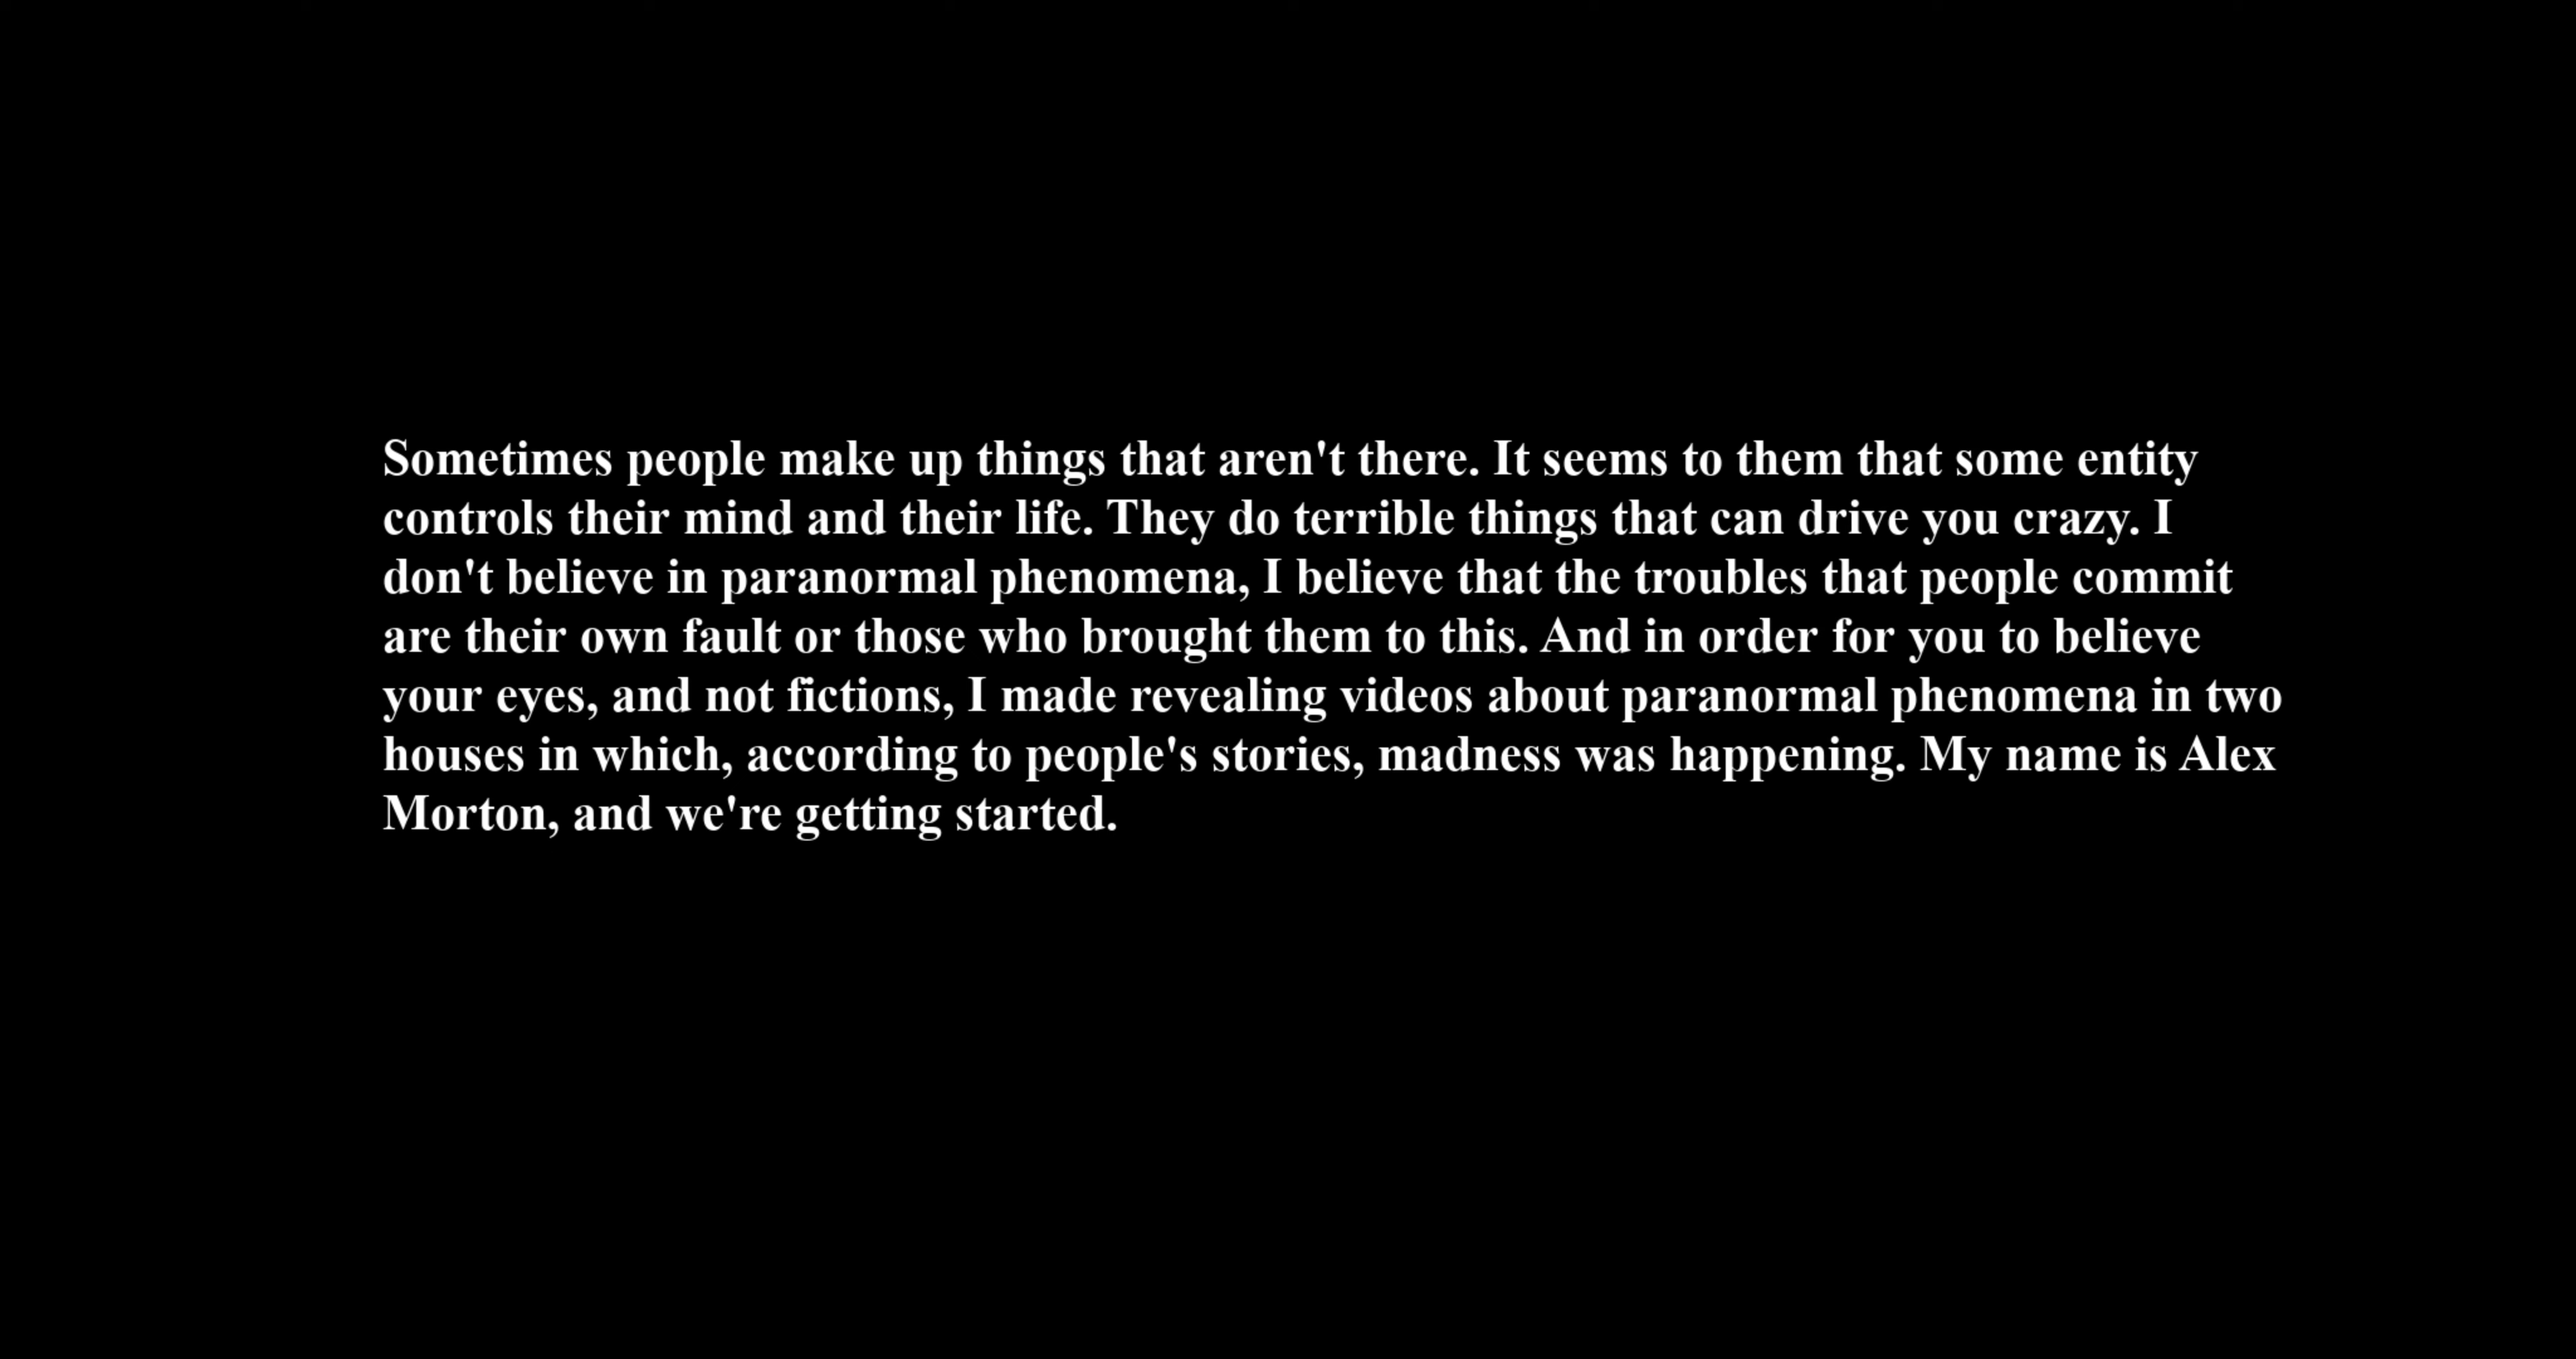 Sometimes people make up things that aren't there. It seems to them that some entity
controls their mind and their life. They do terrible things that can drive you crazy. I
don't believe in paranormal phenomena, I believe that the troubles that people commit
are their own fault or those who brought them to this. And in order for you to believe
your eyes, and not fictions, I made revealing videos about paranormal phenomena in two
houses in which, according to people's stories, madness was happening. My name is Alex
Morton, and we're getting started.